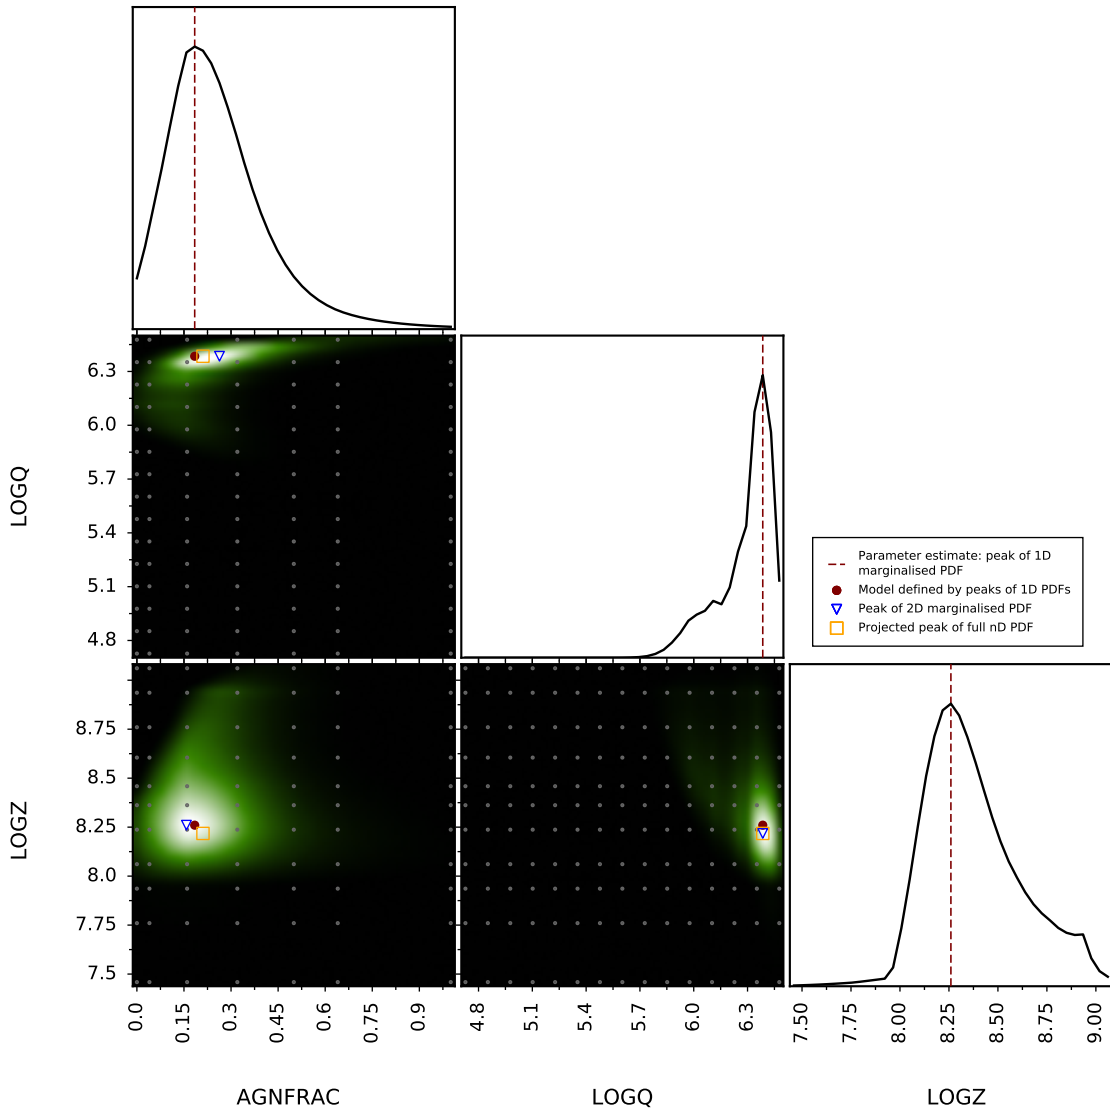 LOGQ
6.3
6.0
5.7
5.4
5.1
4.8
Parameter estimate: peak of 1D
marginalised PDF
Model defined by peaks of 1D PDFs
Peak of 2D marginalised PDF
Projected peak of full nD PDF
LOGZ
8.75
8.5
8.25
8.0
7.75
7.5
0.0 0.15 0.3 0.45 0.6 0.75 0.9
4.8 5.1 5.4 5.7 6.0 6.3
7.50 7.75 8.00 8.25 8.50 8.75 9.00
AGNFRAC LOGQ LOGZ